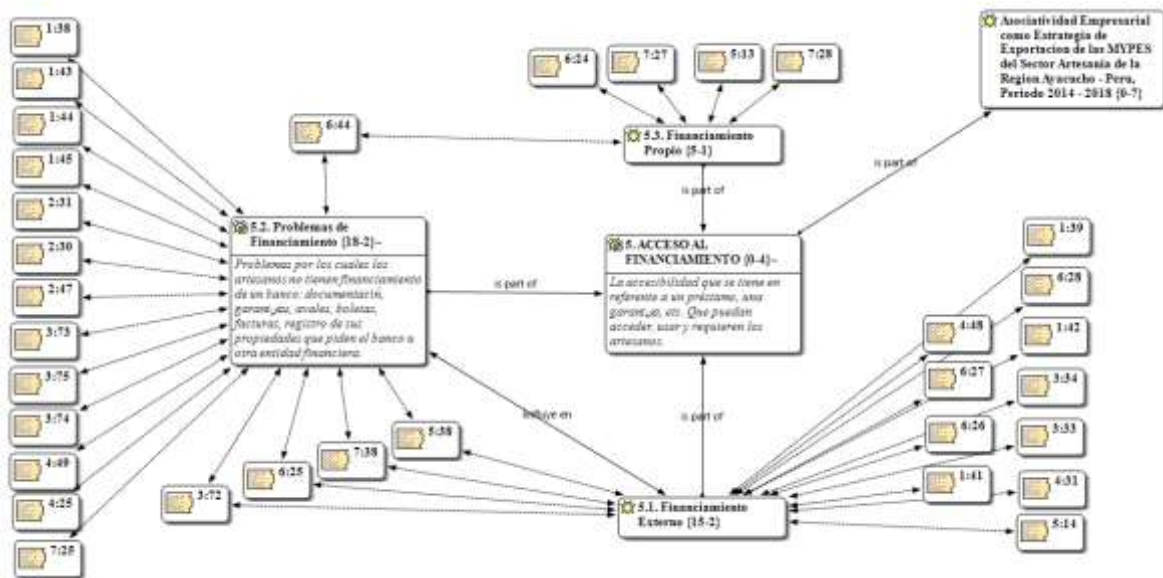 1:38
1:43
1:44
1:45
2:31
2:30
2:47
3:73
3:75
3:74
4:49
4:25
7:25
6:44
5.2. Problemas de
Financiamiento {18-2}~
Problemas por los cuales los
artesanos no tienen financiamiento
de un banco: documentaciń,
garant¡as, avales, boletas,
facturas, registro de sus
propiedades que piden el banco u
otra entidad financiera.
3:72
6:25
7:38
5:38
is part of
influye en
6:24
7:27
5:13
7:28
5.3. Financiamiento
Propio {5-1}
is part of
5. ACCESO AL
FINANCIAMIENTO {0-4}~
La accesibilidad que se tiene en
referente a un préstamo, una
garant¡a, etc. Que puedan
acceder, usar y requieren los
artesanos.
is part of
5.1. Financiamiento
Externo {15-2}
is part of
Asociatividad Empresarial
como Estrategia de
Exportacion de las MYPES
del Sector Artesania de la
Region Ayacucho - Peru,
Periodo 2014 - 2018 {0-7}
1:39
6:28
4:48
1:42
6:27
3:34
6:26
3:33
1:41
4:31
5:14